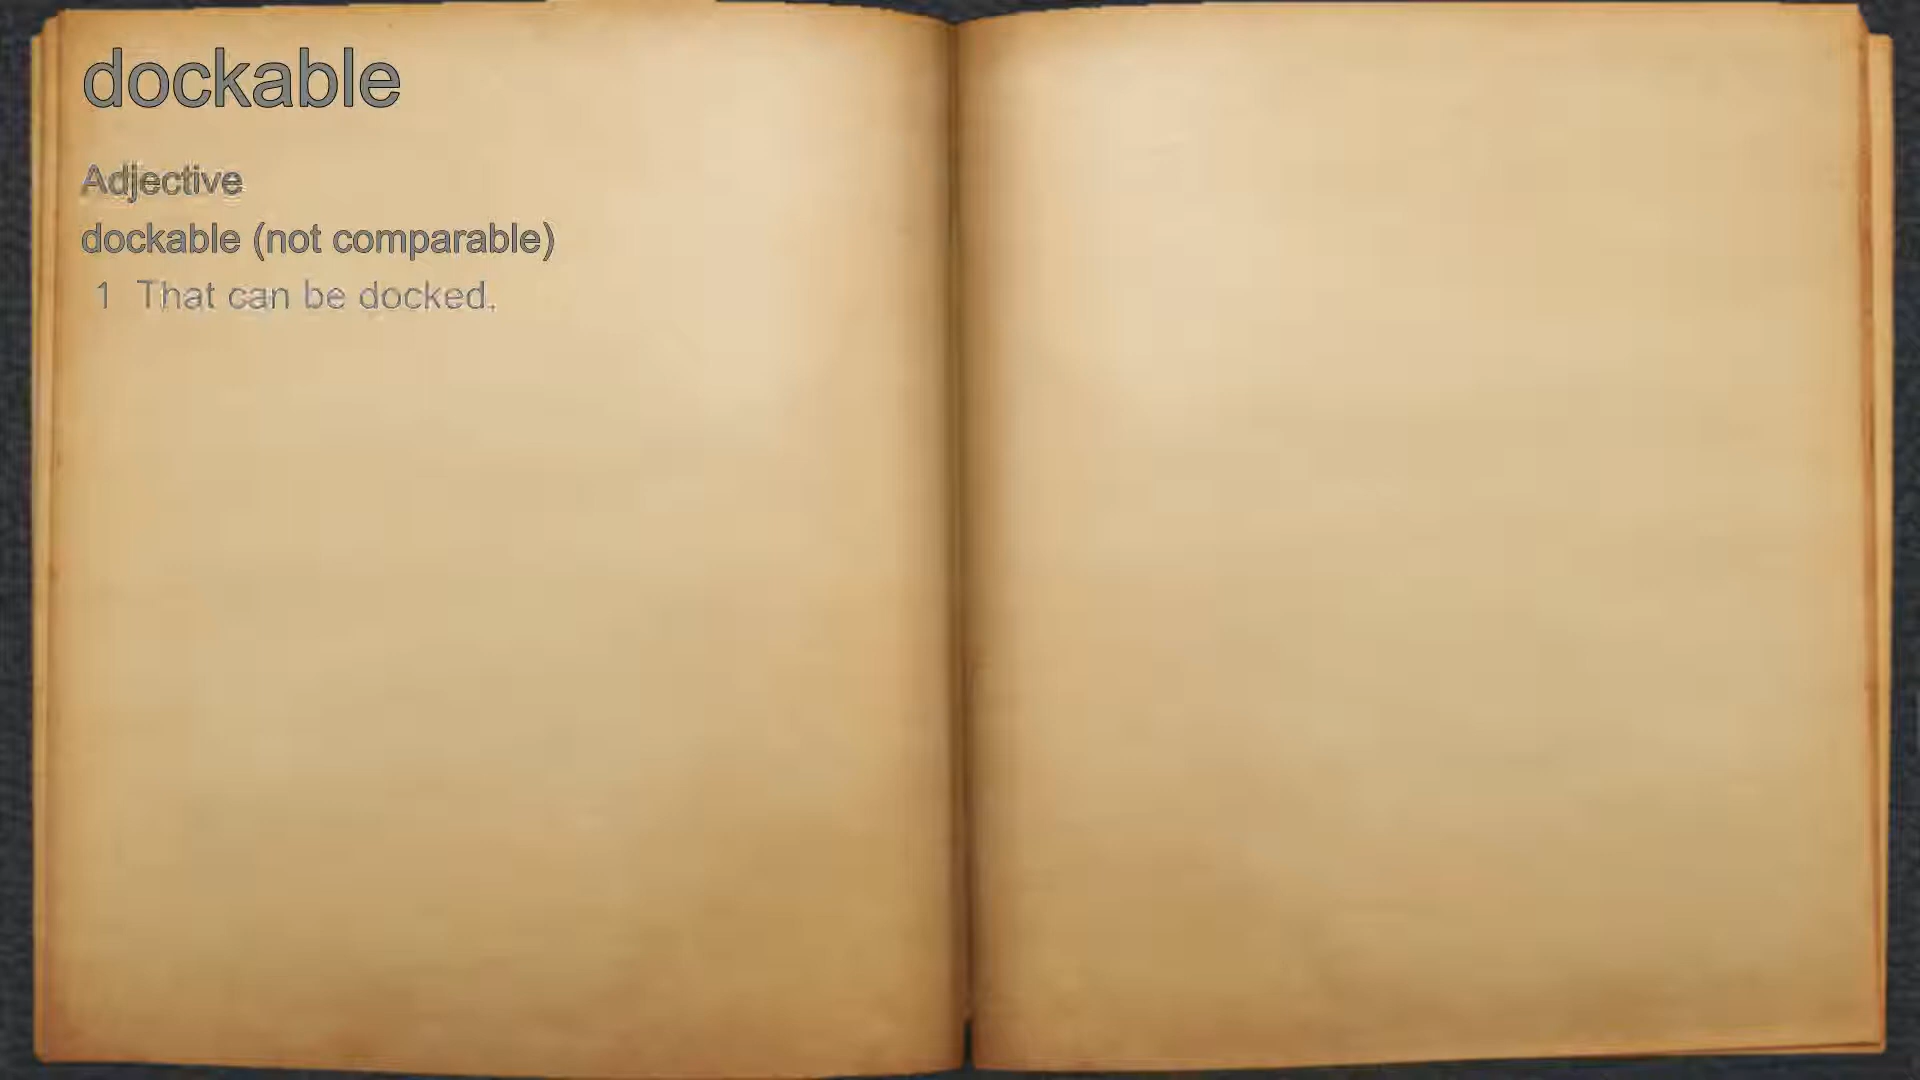 dockable
Adjective
dockable (not comparable)
1 That can be docked.